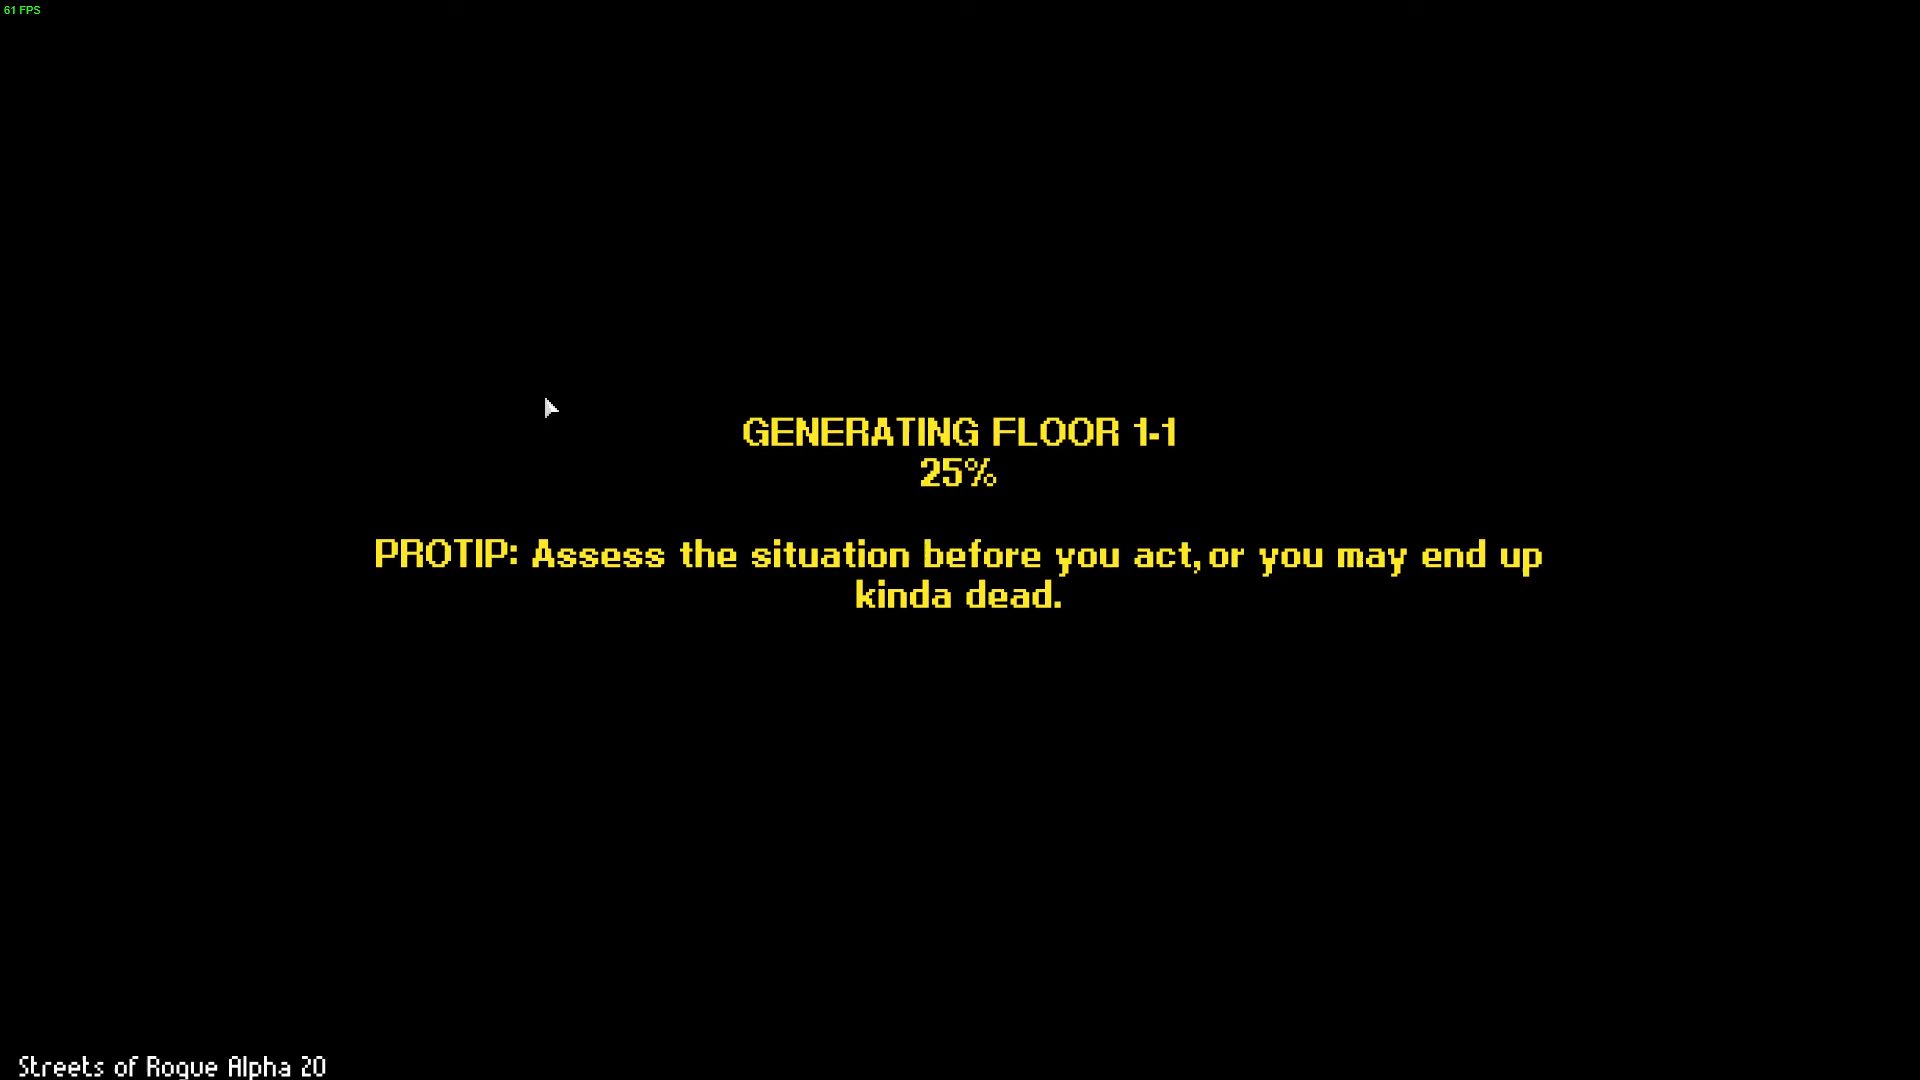 61 FPS
GENERATING FLOOR 1-1
25%
PROTIP: Assess the situation before you act, or you may end up
kinda dead.
Streets of Rogue Alpha 20